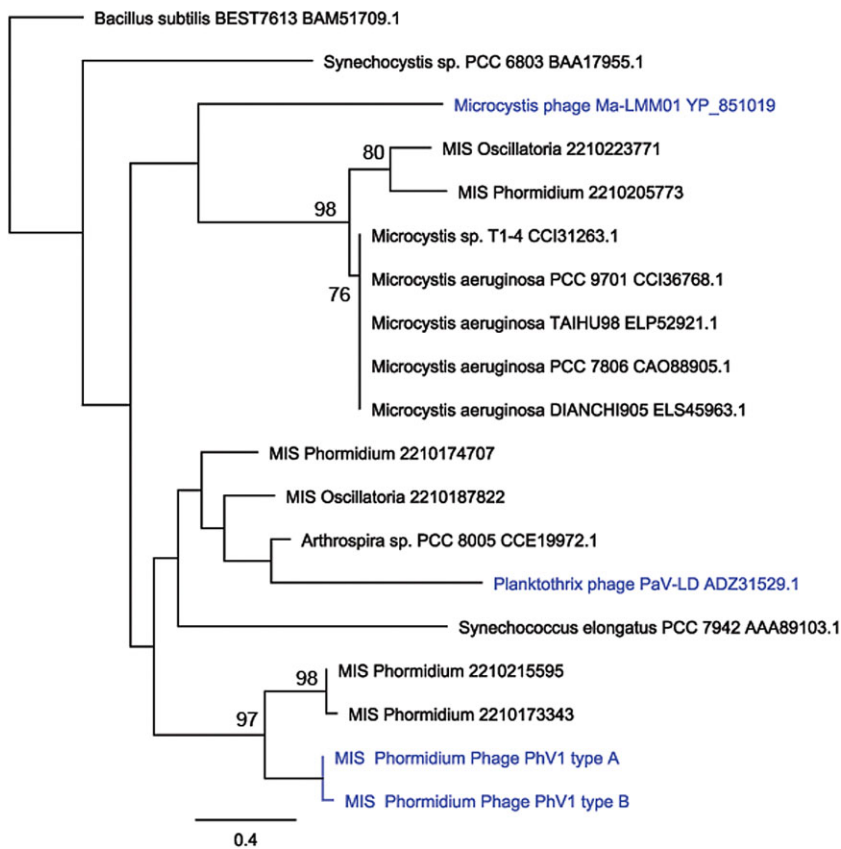 Bacillus subtilis BEST7613 BAM51709.1
Synechocystis sp. PCC 6803 BAA17955.1
Microcystis phage Ma-LMM01 YP_851019
80
MIS Oscillatoria 2210223771
MIS Phormidium 2210205773
98
Microcystis sp. T1-4 CCI31263.1
Microcystis aeruginosa PCC 9701 CCI36768.1
76
Microcystis aeruginosa TAIHU98 ELP52921.1
Microcystis aeruginosa PCC 7806 CAO88905.1
Microcystis aeruginosa DIANCHI905 ELS45963.1
MIS Phormidium 2210174707
MIS Oscillatoria 2210187822
Arthrospira sp. PCC 8005 CCE19972.1
Planktothrix phage PaV-LD ADZ31529.1
Synechococcus elongatus PCC 7942 AAA89103.1
98
MIS Phormidium 2210215595
97
MIS Phormidium 2210173343
MIS Phormidium Phage PhV1 type A
MIS Phormidium Phage PhV1 type B
0.4